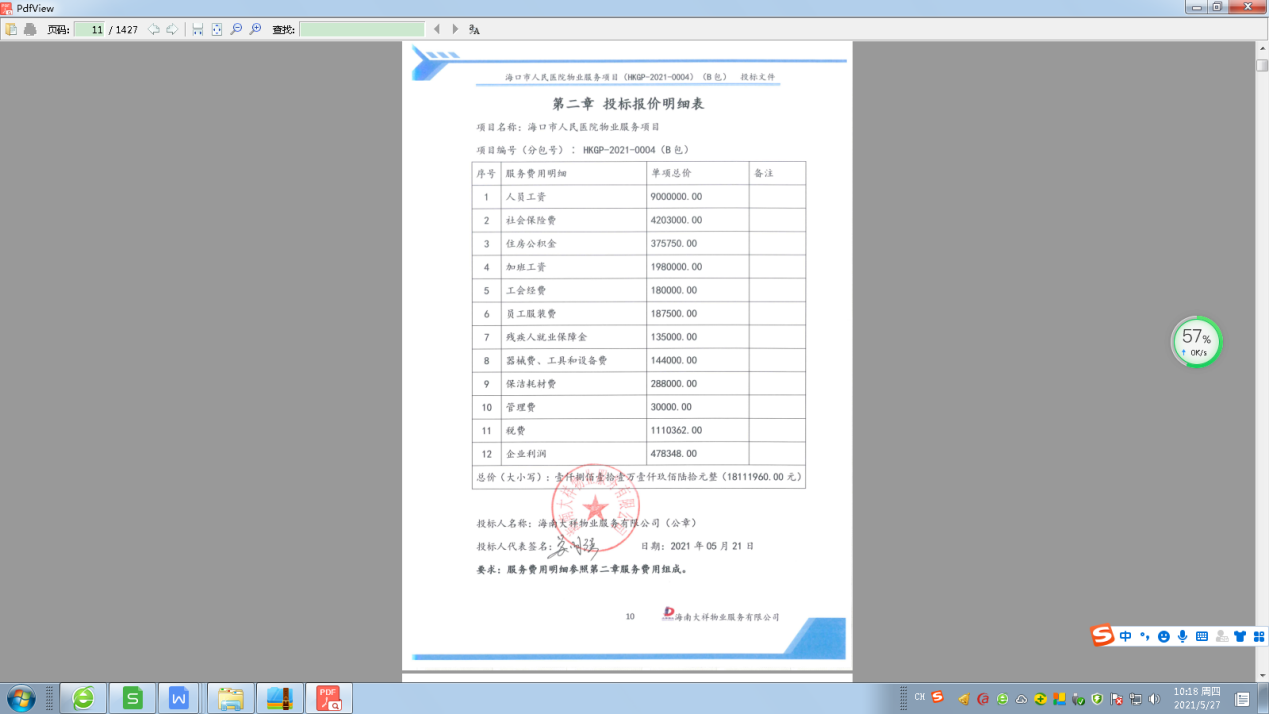 PdfView
页码: 11 / 1427 查找:
海口市人民医院物业服务项目（HKGP-2021-0004）（B包） 投标文件
第二章 投标报价明细表
项目名称：海口市人民医院物业服务项目
项目编号（分包号）： HKGP-2021-0004（B包）
序号 服务费用明细 单项总价 备注
1 人员工资 9000000.00
2 社会保险费 4203000.00
3 住房公积金 375750.00
4 加班工资 1980000.00
5 工会经费 180000.00
6 员工服装费 187500.00
7 残疾人就业保障金 135000.00
8 器械费、工具和设备费 144000.00
9 保洁耗材费 288000.00
10 管理费 30000.00
11 税费 1110362.00
12 企业利润 478348.00
总价（大小写）：壹仟捌佰壹拾壹万壹仟玖佰陆拾元整（18111960.00 元）
投标人名称：海南大祥物业服务有限公司（公章）
投标人代表签名： 日期：2021 年 05 月 21 日
要求：服务费用明细参照第二章服务费用组成。
10 海南大祥物业服务有限公司
57%
0K/s
中
CH
10:18 周四
2021/5/27